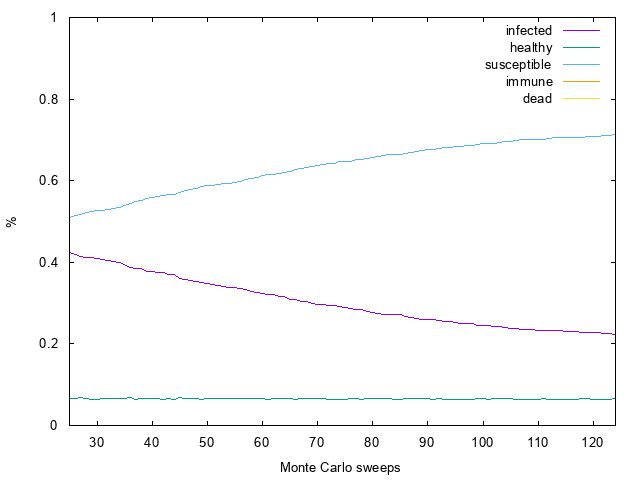 1
0.8
0.6
0.4
0.2
0
%
infected
healthy
susceptible
immune
dead
30 40 50 60 70 80 90 100 110 120
Monte Carlo sweeps